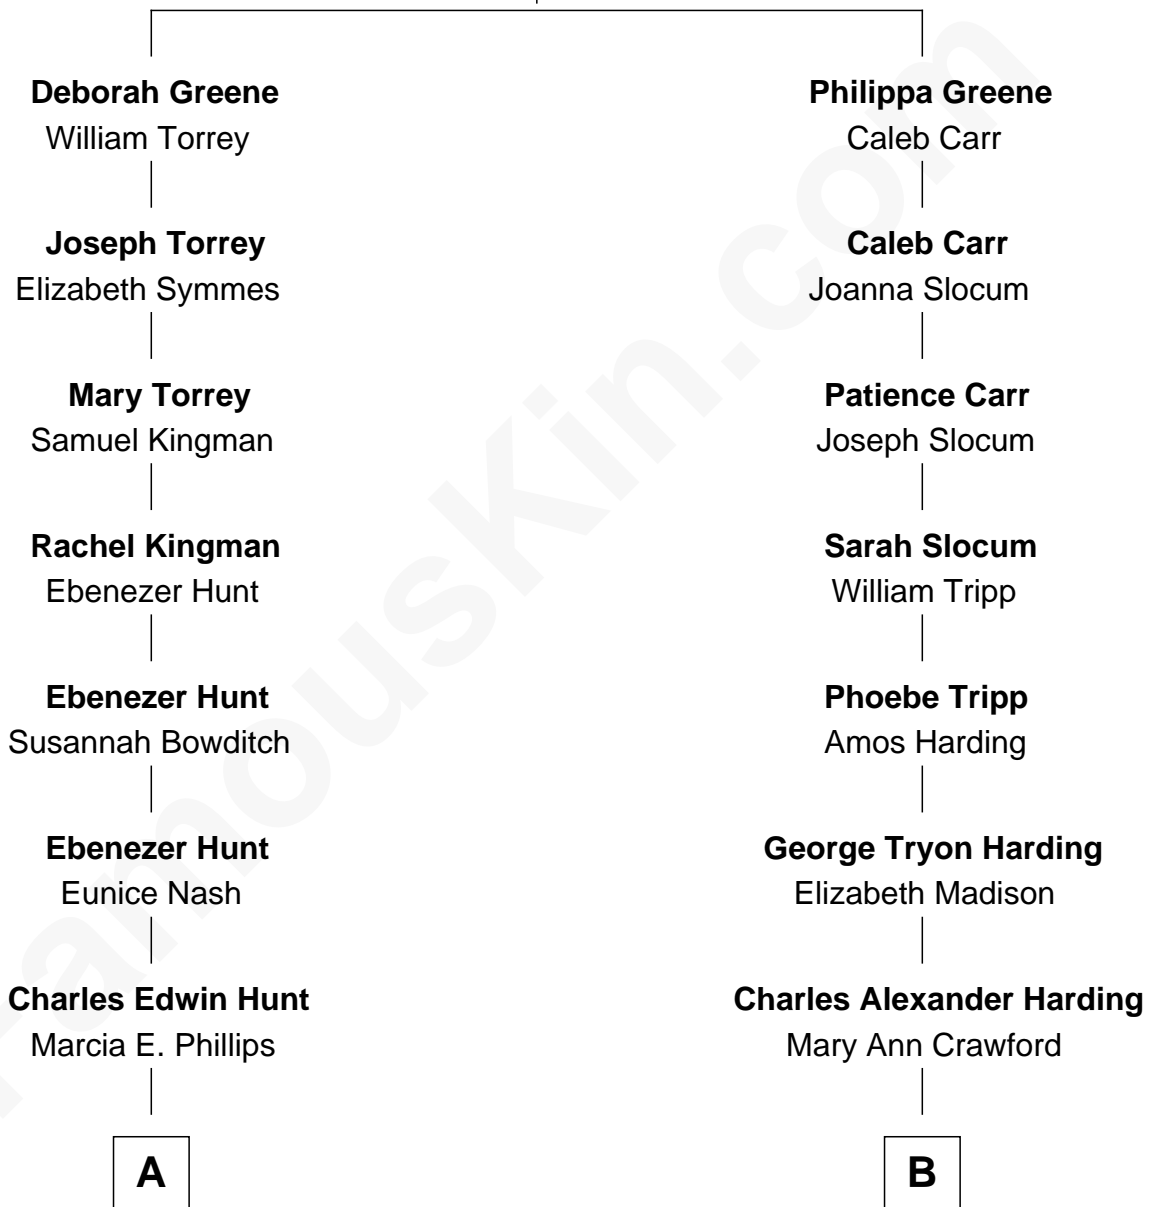 Deborah Greene
William Torrey
Joseph Torrey
Elizabeth Symmes
Mary Torrey
Samuel Kingman
Rachel Kingman
Ebenezer Hunt
Ebenezer Hunt
Susannah Bowditch
Ebenezer Hunt
Eunice Nash
Charles Edwin Hunt
Marcia E. Phillips
A
Philippa Greene
Caleb Carr
Caleb Carr
Joanna Slocum
Patience Carr
Joseph Slocum
Sarah Slocum
William Tripp
Phoebe Tripp
Amos Harding
George Tryon Harding
Elizabeth Madison
Charles Alexander Harding
Mary Ann Crawford
B
FamousKin.com